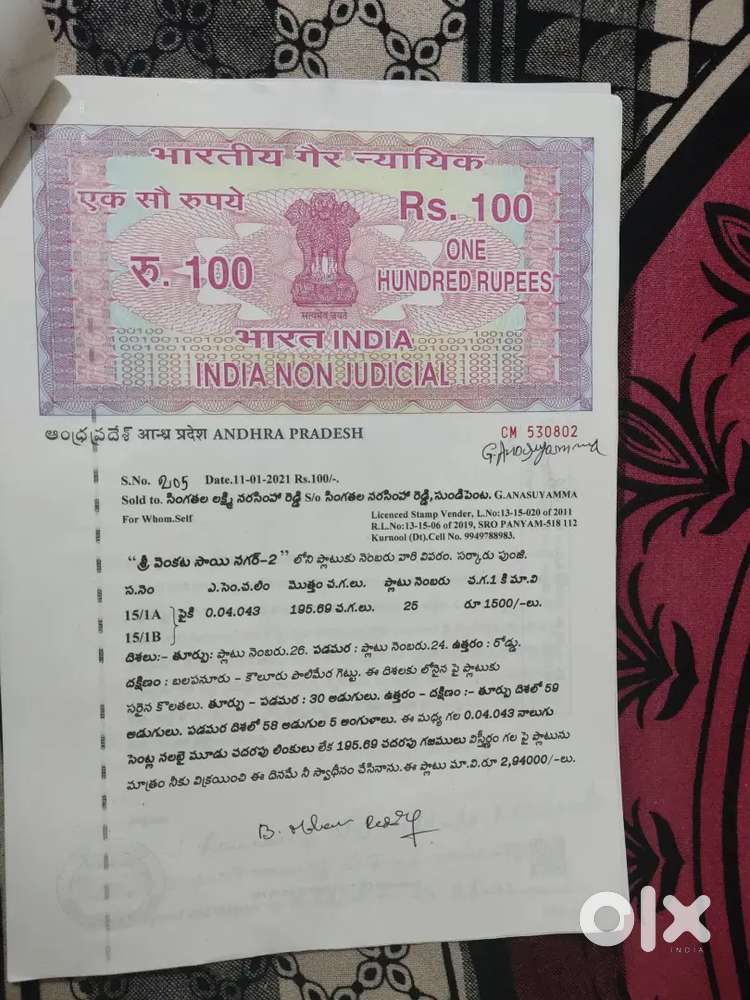 भारतीय गैर न्यायिक
एक सौ रुपये
Rs. 100
रु. 100
ONE
HUNDRED RUPEES
सत्यमेव जयते
भारत INDIA
INDIA NON JUDICIAL
ఆంధ్రప్రదేశ్ आन्ध्र प्रदेश ANDHRA PRADESH
CM 530802
G.Anasuyamma
S.No. 205 Date.11-01-2021 Rs.100/-.
Sold to. సింగతల లక్ష్మి నరసింహా రెడ్డి S/o సింగతల నరసింహా రెడ్డి, సుండిపెంట. G.ANASUYAMMA
For Whom.Self
Licenced Stamp Vender, L.No:13-15-020 of 2011
R.L.No:13-15-06 of 2019, SRO PANYAM-518 112
Kurnool (Dt).Cell No. 9949788983.
"శ్రీ వెంకట సాయి నగర్-2" లోని ప్లాటుకు నెంబరు వారి వివరం. సర్కారు పుంజి.
స.నెం ఎ.సెం.చ.లిం మొత్తం చ.గ.లు. ప్లాటు నెంబరు చ.గ.1 కి మా.వి
15/1A } పైకి 0.04.043 195.69 చ.గ.లు. 25 రూ 1500/-లు.
15/1B
దిశలు:- తూర్పు: ప్లాటు నెంబరు.26. పడమర : ప్లాటు నెంబరు.24. ఉత్తరం : రోడ్డు.
దక్షిణం : బలపనూరు - కౌలూరు పొలిమేర గెట్టు. ఈ దిశలకు లోనైన పై ప్లాటుకు
సరైన కొలతలు. తూర్పు - పడమర : 30 అడుగులు. ఉత్తరం - దక్షిణం :- తూర్పు దిశలో 59
అడుగులు. పడమర దిశలో 58 అడుగుల 5 అంగుళాలు. ఈ మధ్య గల 0.04.043 నాలుగు
సెంట్ల నలభై మూడు చదరపు లింకులు లేక 195.69 చదరపు గజములు విస్తీర్ణం గల పై ప్లాటును
మాత్రం నీకు విక్రయించి ఈ దినమే నీ స్వాధీనం చేసినాను. ఈ ప్లాటు మా.వి.రూ 2,94000/-లు.
olx
INDIA